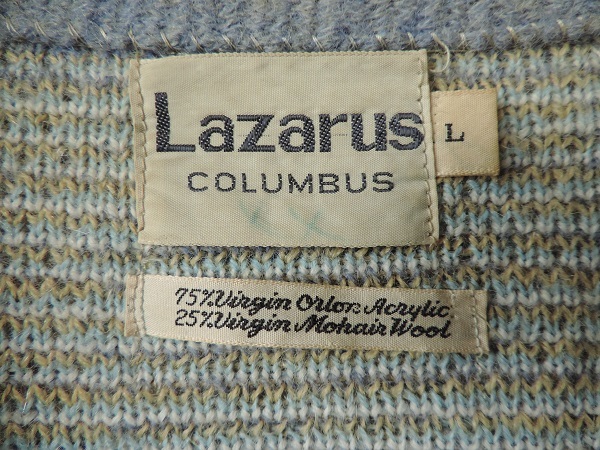 Lazarus
COLUMBUS
L
75% Virgin Orlon Acrylic
25% Virgin Mohair Wool